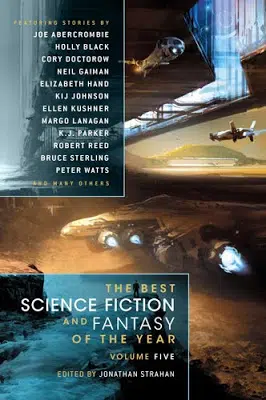 FEATURING STORIES BY
JOE ABERCROMBIE
HOLLY BLACK
CORY DOCTOROW
NEIL GAIMAN
ELIZABETH HAND
KIJ JOHNSON
ELLEN KUSHNER
MARGO LANAGAN
K.J. PARKER
ROBERT REED
BRUCE STERLING
PETER WATTS
AND MANY OTHERS
THE BEST
SCIENCE FICTION
AND FANTASY
OF THE YEAR
VOLUME FIVE
EDITED BY JONATHAN STRAHAN